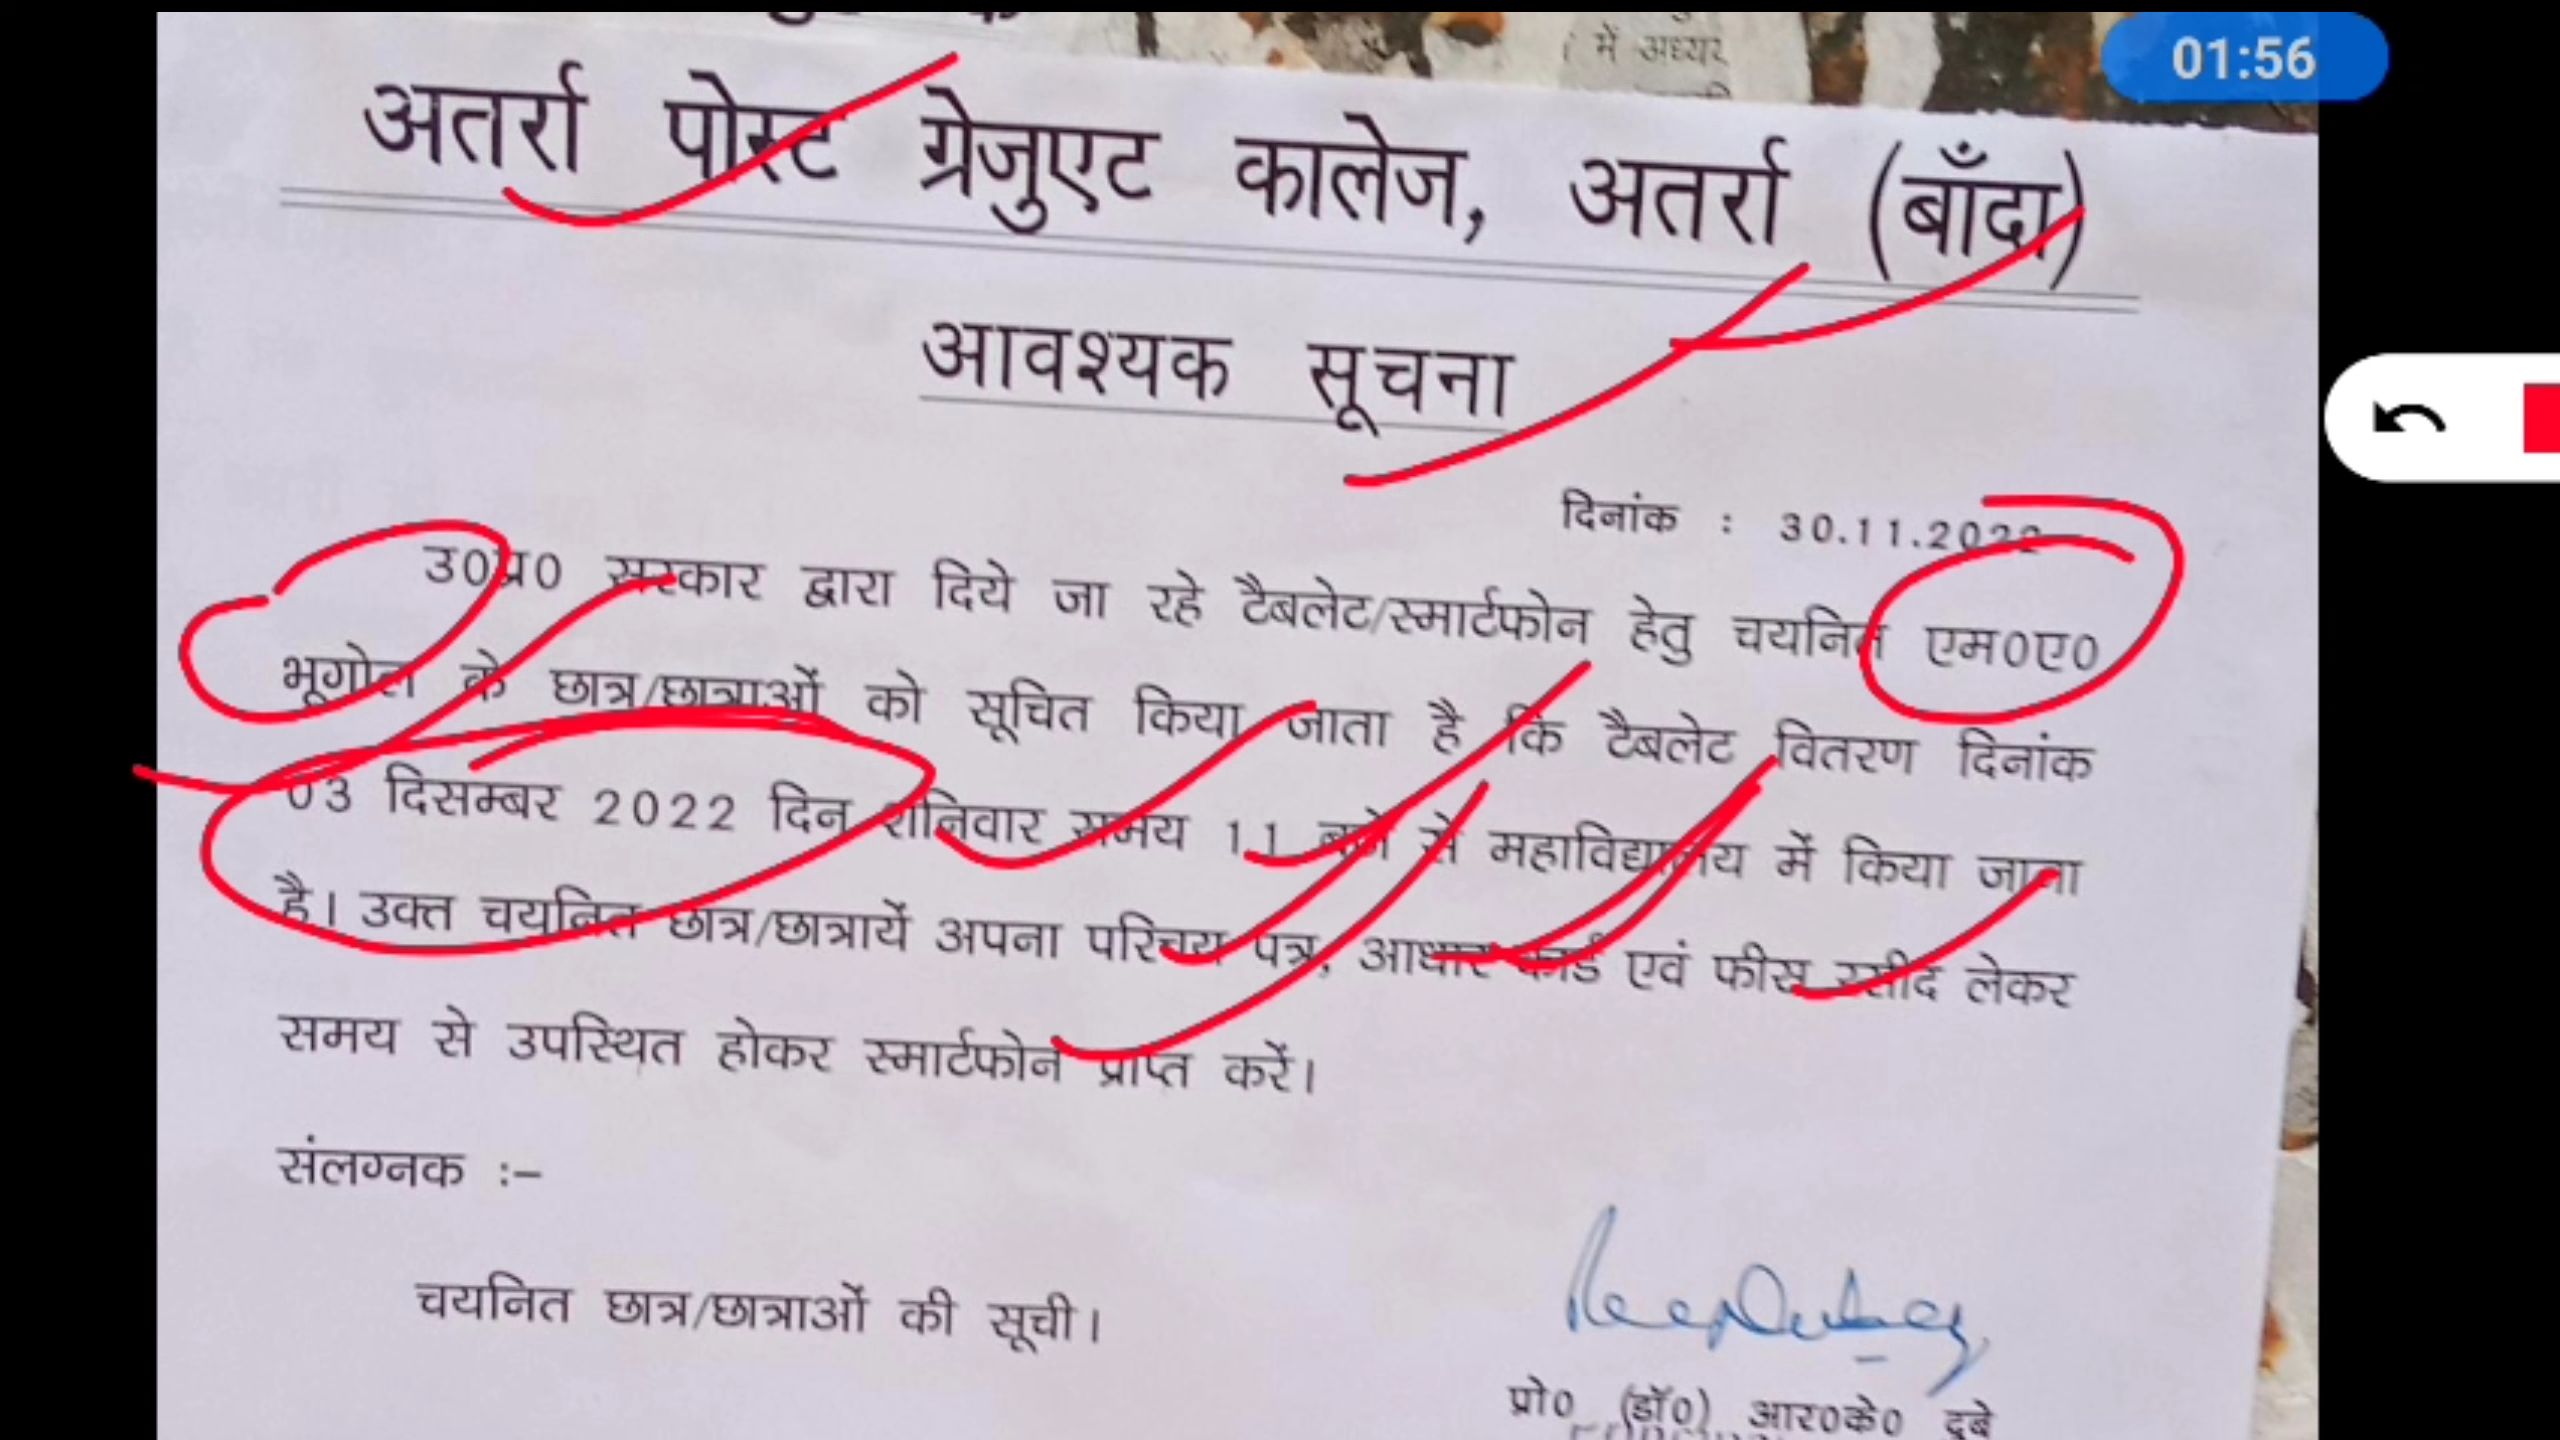 में अध्यर
01:56
अतर्रा पोस्ट ग्रेजुएट कालेज, अतर्रा (बाँदा)
आवश्यक सूचना
दिनांक : 30.11.2022
उ0प्र0 सरकार द्वारा दिये जा रहे टैबलेट/स्मार्टफोन हेतु चयनित एम0ए0
भूगोल के छात्र/छात्राओं को सूचित किया जाता है कि टैबलेट वितरण दिनांक
03 दिसम्बर 2022 दिन शनिवार समय 11 बजे से महाविद्यालय में किया जाना
है। उक्त चयनित छात्र/छात्रायें अपना परिचय पत्र, आधार कार्ड एवं फीस रसीद लेकर
समय से उपस्थित होकर स्मार्टफोन प्राप्त करें।
संलग्नक :–
चयनित छात्र/छात्राओं की सूची।
प्रो0 (डॉ0) आर0के0 दुबे